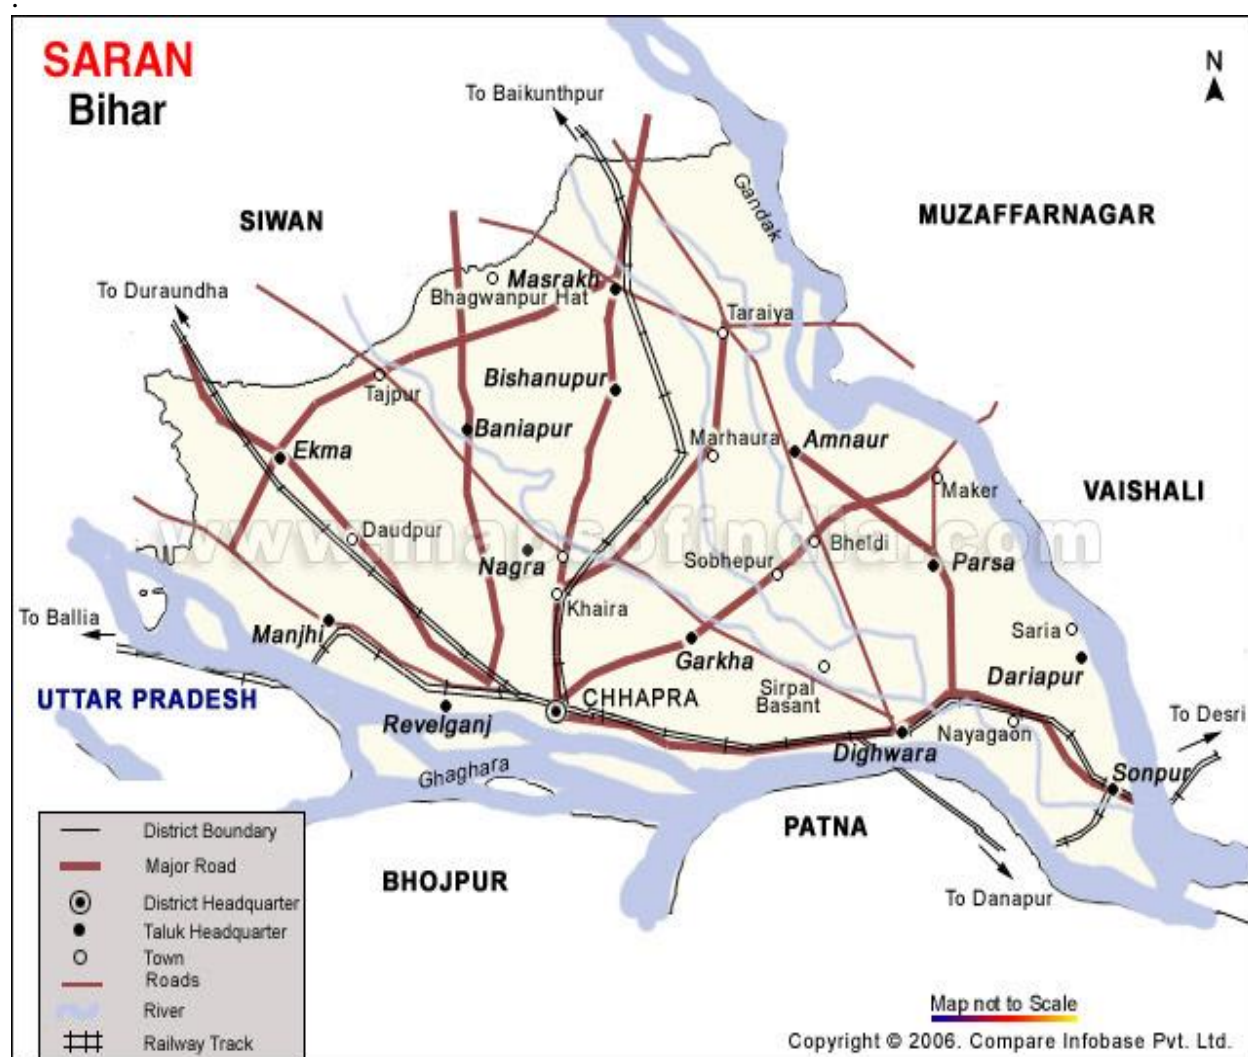 .
SARAN
Bihar
N
To Baikunthpur
Gandak
MUZAFFARNAGAR
SIWAN
To Duraundha
Masrakh
Bhagwanpur Hat
Taraiya
Tajpur
Bishanupur
Baniapur
Marhaura
Amnaur
Ekma
Maker
VAISHALI
www.mapsofindia.com
Daudpur
Nagra
Sobhepur
Bheldi
Parsa
To Ballia
Manjhi
Khaira
Garkha
Saria
Dariapur
UTTAR PRADESH
Revelganj
CHHAPRA
Sirpal
Basant
Nayagaon
To Desri
Dighwara
Ghaghara
Sonpur
PATNA
BHOJPUR
To Danapur
District Boundary
Major Road
District Headquarter
Taluk Headquarter
Town
Roads
River
Railway Track
Map not to Scale
Copyright © 2006. Compare Infobase Pvt. Ltd.